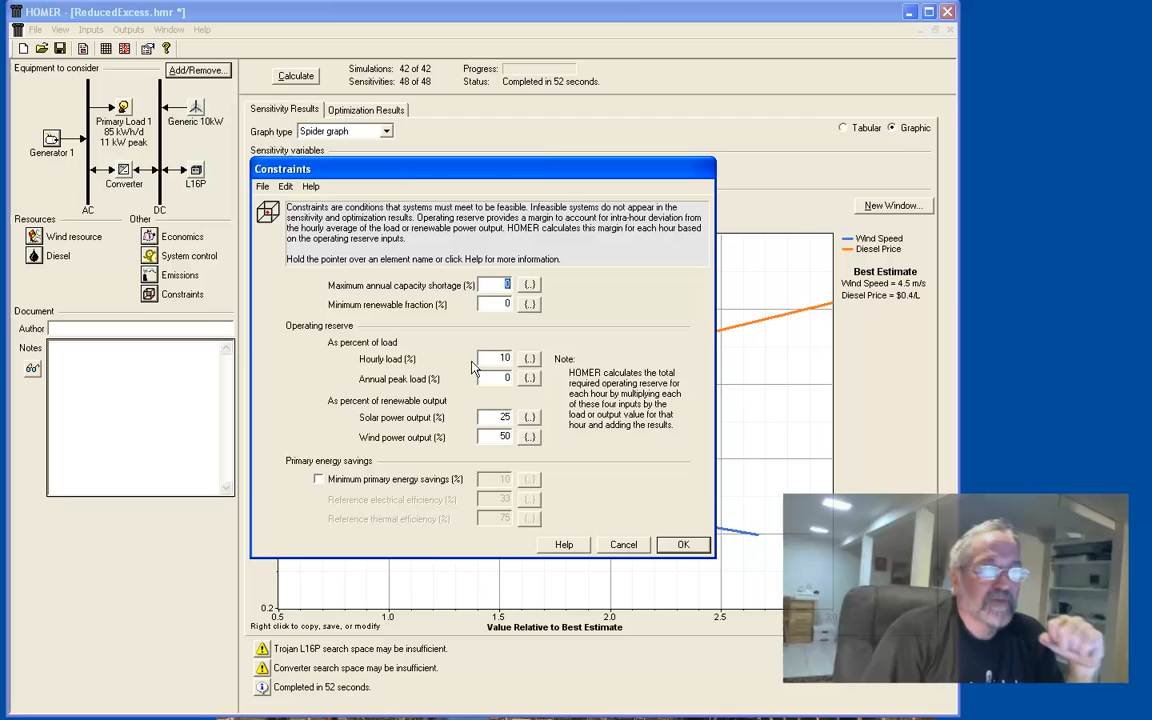 HOMER - [ReducedExcess.hmr *]
File View Inputs Outputs Window Help
Equipment to consider
Add/Remove...
Primary Load 1
85 kWh/d
11 kW peak
Generic 10kW
Generator 1
Converter
L16P
AC
DC
Resources
Other
Wind resource
Economics
Diesel
System control
Emissions
Constraints
Document
Author
Notes
Calculate
Simulations: 42 of 42
Sensitivities: 48 of 48
Progress:
Status: Completed in 52 seconds.
Sensitivity Results
Optimization Results
Graph type
Spider graph
Tabular
Graphic
Sensitivity variables
New Window...
Wind Speed
Diesel Price
Best Estimate
Wind Speed = 4.5 m/s
Diesel Price = $0.4/L
Constraints
File Edit Help
Constraints are conditions that systems must meet to be feasible. Infeasible systems do not appear in the
sensitivity and optimization results. Operating reserve provides a margin to account for intra-hour deviation from
the hourly average of the load or renewable power output. HOMER calculates this margin for each hour based
on the operating reserve inputs.
Hold the pointer over an element name or click Help for more information.
Maximum annual capacity shortage (%) 0 {..}
Minimum renewable fraction (%) 0 {..}
Operating reserve
As percent of load
Hourly load (%) 10 {..}
Annual peak load (%) 0 {..}
As percent of renewable output
Solar power output (%) 25 {..}
Wind power output (%) 50 {..}
Note:
HOMER calculates the total
required operating reserve for
each hour by multiplying each
of these four inputs by the
load or output value for that
hour and adding the results.
Primary energy savings
Minimum primary energy savings (%) 10 {..}
Reference electrical efficiency (%) 33 {..}
Reference thermal efficiency (%) 75 {..}
Help
Cancel
OK
0.2
0.5 1.0 1.5 2.0 2.5 3.0
Right click to copy, save, or modify
Value Relative to Best Estimate
Trojan L16P search space may be insufficient.
Converter search space may be insufficient.
Completed in 52 seconds.